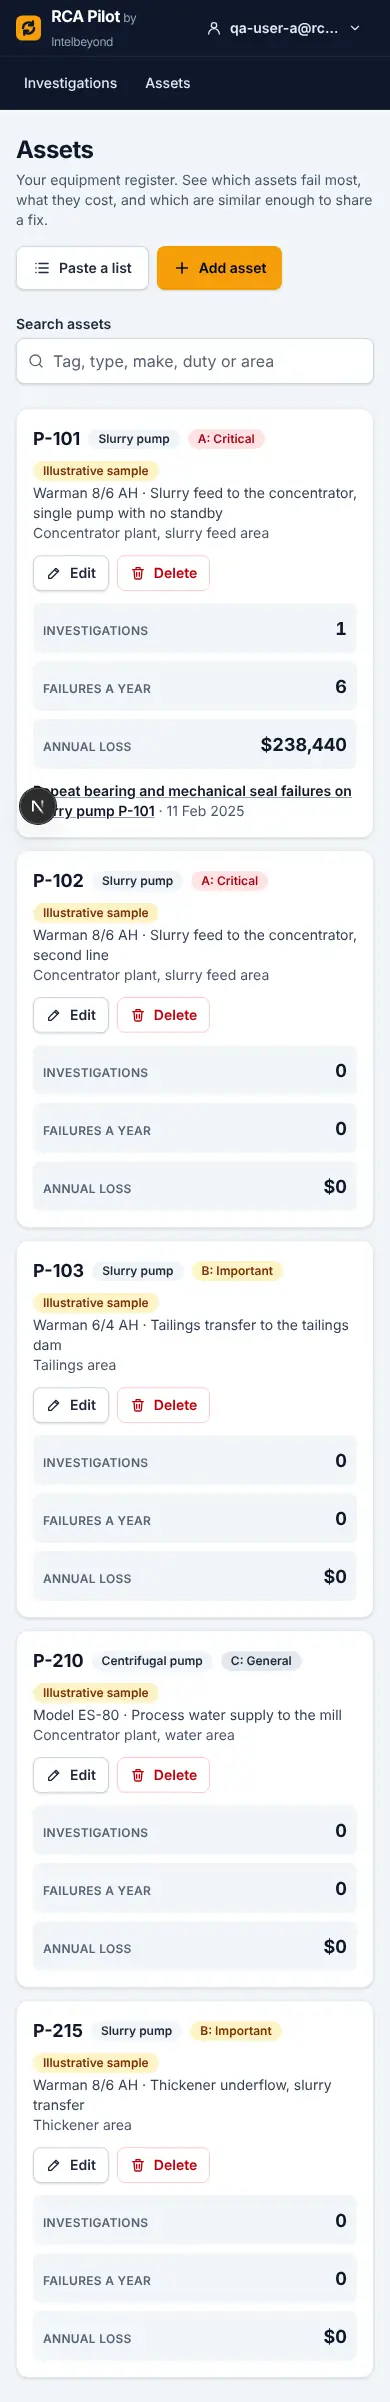 RCA Pilot by
Intelbeyond
qa-user-a@rc...
Investigations Assets
Assets
Your equipment register. See which assets fail most,
what they cost, and which are similar enough to share
a fix.
Paste a list
Add asset
Search assets
Tag, type, make, duty or area
P-101 Slurry pump A: Critical
Illustrative sample
Warman 8/6 AH · Slurry feed to the concentrator,
single pump with no standby
Concentrator plant, slurry feed area
Edit Delete
INVESTIGATIONS 1
FAILURES A YEAR 6
ANNUAL LOSS $238,440
bearing and mechanical seal failures on
N pump P-101 · 11 Feb 2025
P-102 Slurry pump A: Critical
Illustrative sample
Warman 8/6 AH · Slurry feed to the concentrator,
second line
Concentrator plant, slurry feed area
Edit Delete
INVESTIGATIONS 0
FAILURES A YEAR 0
ANNUAL LOSS $0
P-103 Slurry pump B: Important
Illustrative sample
Warman 6/4 AH · Tailings transfer to the tailings
dam
Tailings area
Edit Delete
INVESTIGATIONS 0
FAILURES A YEAR 0
ANNUAL LOSS $0
P-210 Centrifugal pump C: General
Illustrative sample
Model ES-80 · Process water supply to the mill
Concentrator plant, water area
Edit Delete
INVESTIGATIONS 0
FAILURES A YEAR 0
ANNUAL LOSS $0
P-215 Slurry pump B: Important
Illustrative sample
Warman 8/6 AH · Thickener underflow, slurry
transfer
Thickener area
Edit Delete
INVESTIGATIONS 0
FAILURES A YEAR 0
ANNUAL LOSS $0